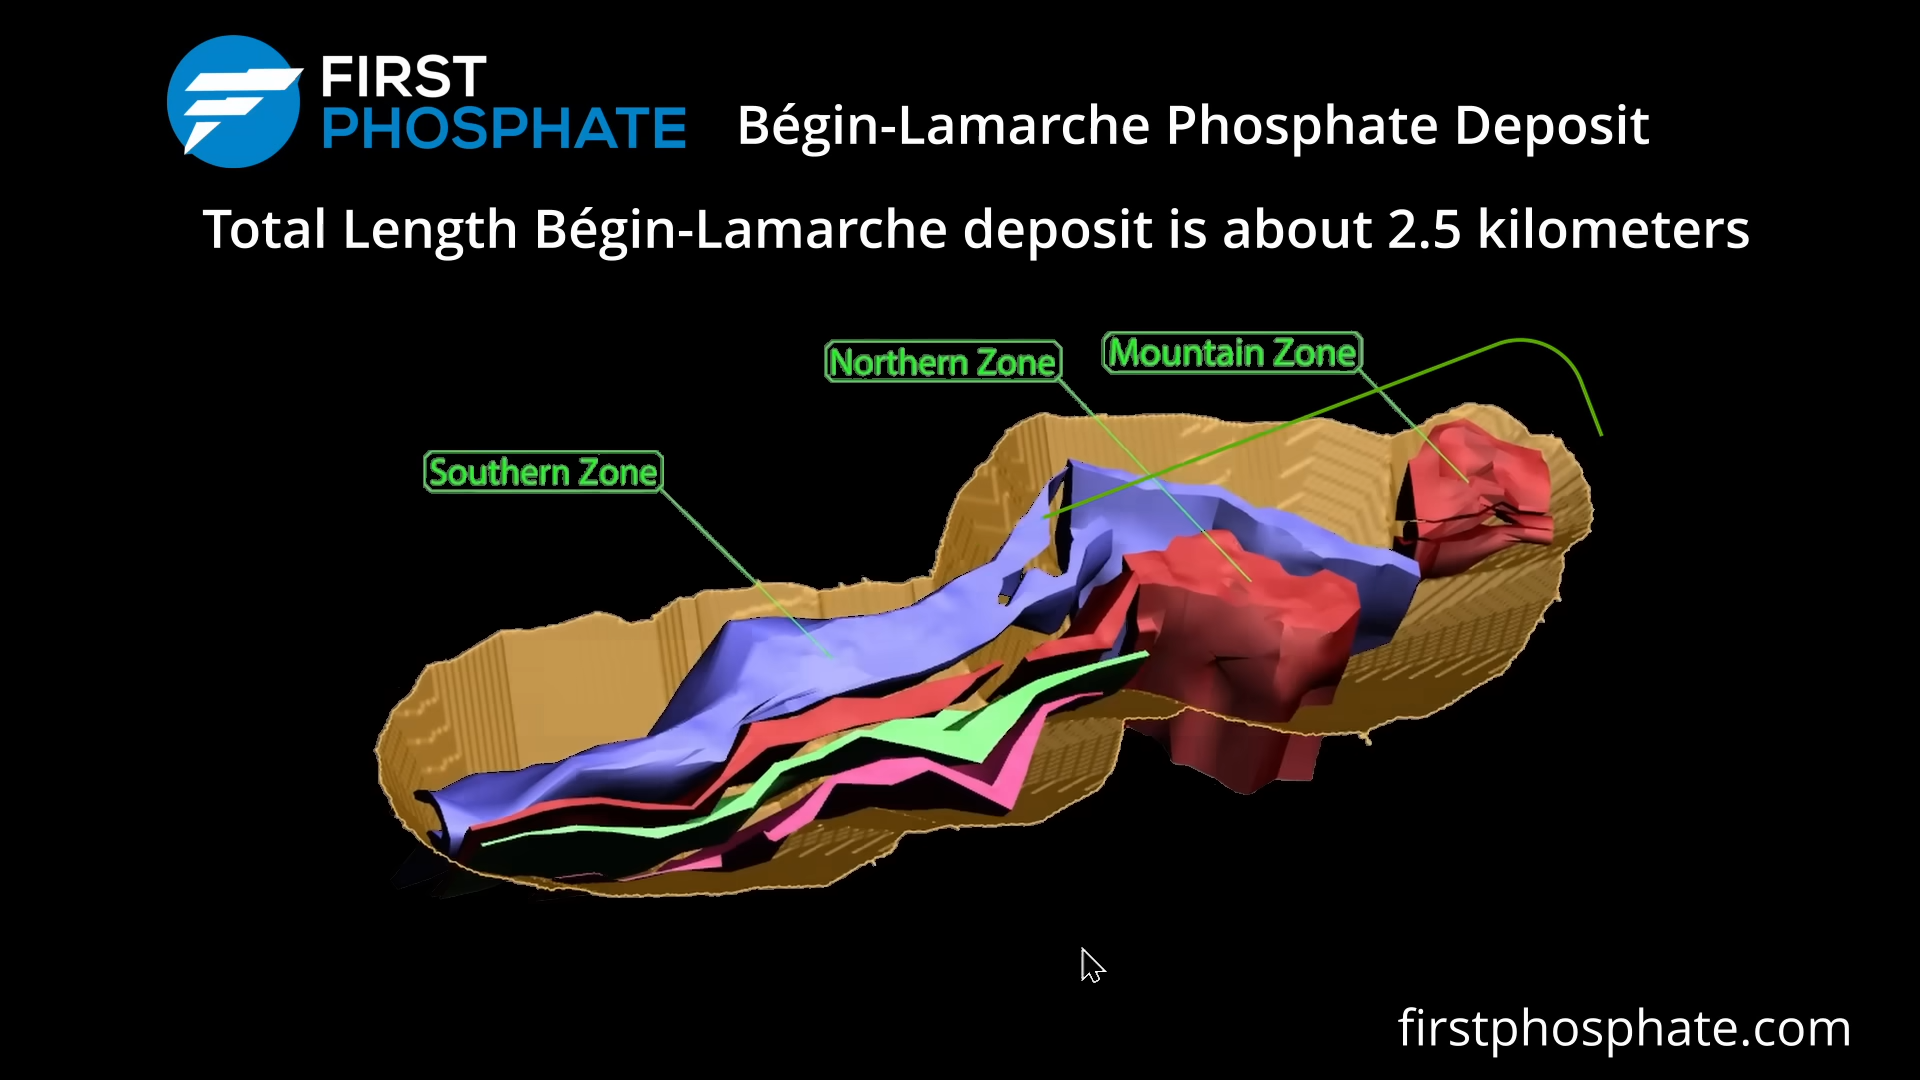 FIRST
PHOSPHATE
Bégin-Lamarche Phosphate Deposit
Total Length Bégin-Lamarche deposit is about 2.5 kilometers
Northern Zone
Mountain Zone
Southern Zone
firstphosphate.com